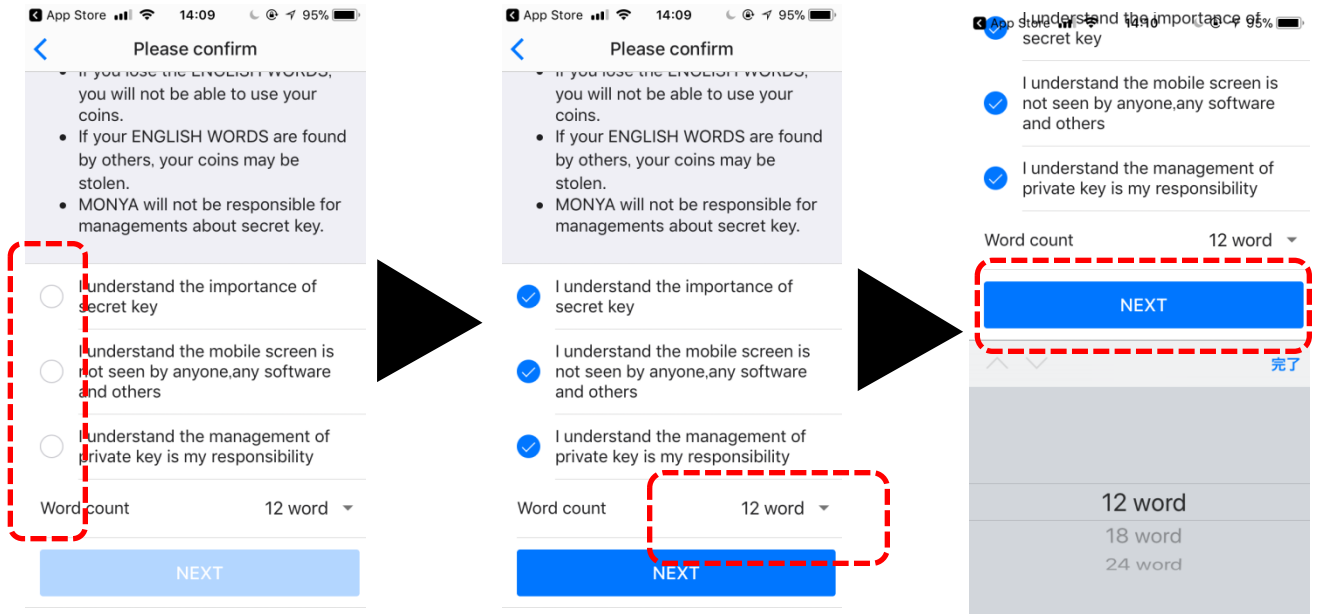 App Store 14:09 95%
Please confirm
If you lose the ENGLISH WORDS,
you will not be able to use your
coins.
If your ENGLISH WORDS are found
by others, your coins may be
stolen.
MONYA will not be responsible for
managements about secret key.
I understand the importance of
secret key
I understand the mobile screen is
not seen by anyone,any software
and others
I understand the management of
private key is my responsibility
Word count 12 word
NEXT
App Store 14:09 95%
Please confirm
If you lose the ENGLISH WORDS,
you will not be able to use your
coins.
If your ENGLISH WORDS are found
by others, your coins may be
stolen.
MONYA will not be responsible for
managements about secret key.
I understand the importance of
secret key
I understand the mobile screen is
not seen by anyone,any software
and others
I understand the management of
private key is my responsibility
Word count 12 word
NEXT
App Store 14:10 95%
I understand the importance of
secret key
I understand the mobile screen is
not seen by anyone,any software
and others
I understand the management of
private key is my responsibility
Word count 12 word
NEXT
完了
12 word
18 word
24 word